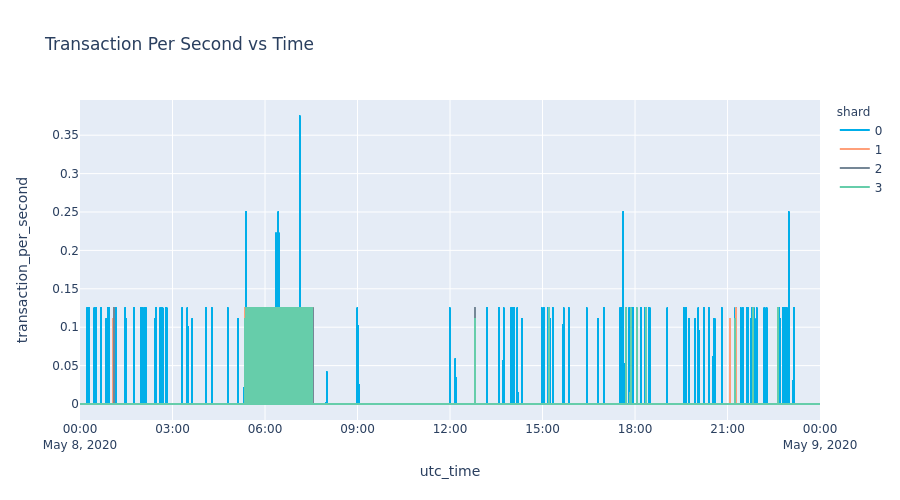 Transaction Per Second vs Time
shard
0
1
2
3
transaction_per_second
0.35
0.3
0.25
0.2
0.15
0.1
0.05
0
00:00 03:00 06:00 09:00 12:00 15:00 18:00 21:00 00:00
May 8, 2020 May 9, 2020
utc_time